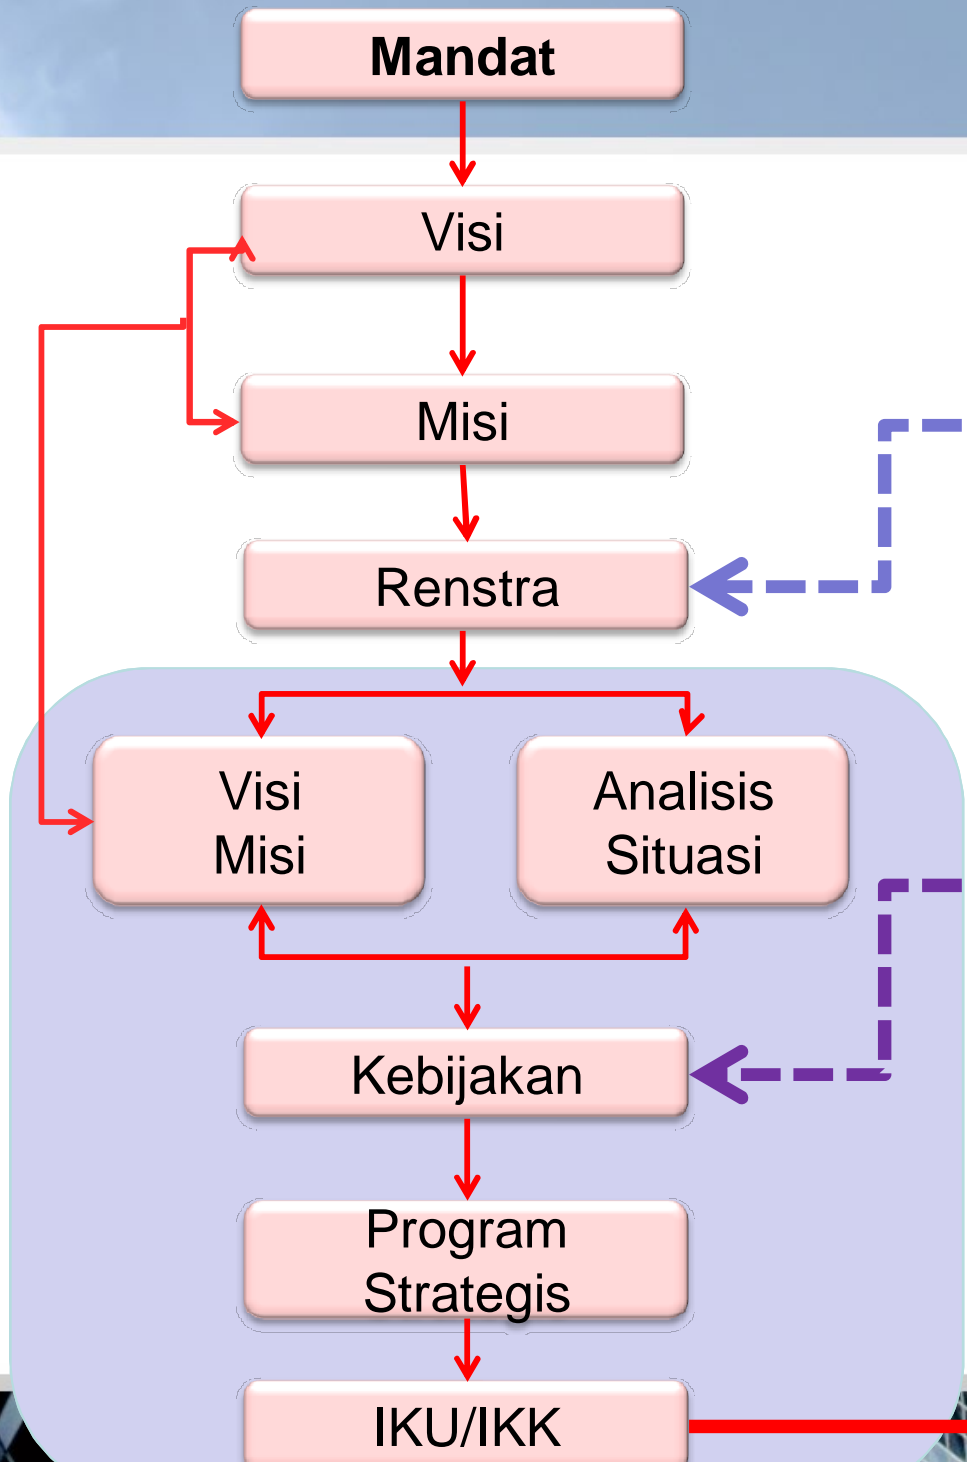 Mandat
Visi
Misi
Renstra
Visi
Misi
Analisis
Situasi
Kebijakan
Program
Strategis
IKU/IKK